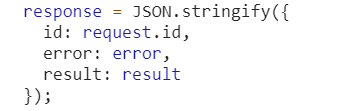 response = JSON.stringify({
  id: request.id,
  error: error,
  result: result
});